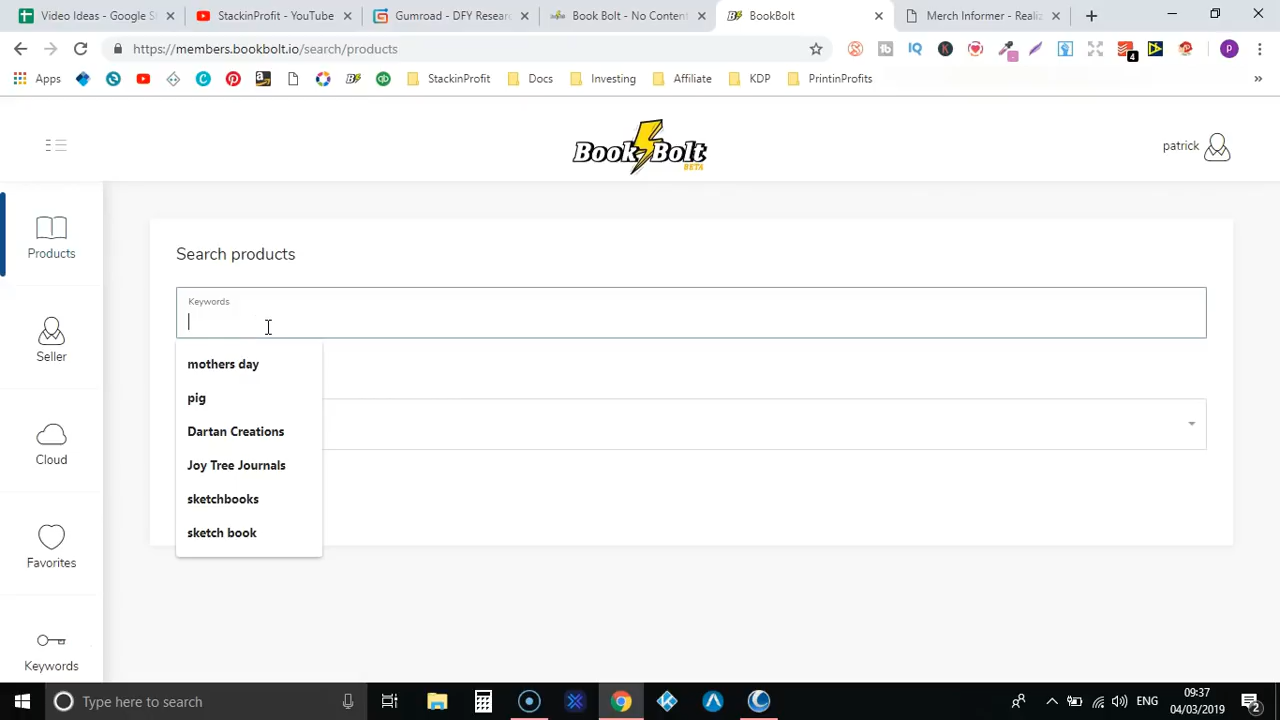 Video Ideas - Google S
StackinProfit - YouTube
Gumroad - DFY Resear
Book Bolt - No Conten
BookBolt
Merch Informer - Realiz
https://members.bookbolt.io/search/products
4
p
Apps
StackinProfit
Docs
Investing
Affiliate
KDP
PrintinProfits
Book Bolt
BETA
patrick
Products
Seller
Cloud
Favorites
Keywords
Search products
Keywords
mothers day
pig
Dartan Creations
Joy Tree Journals
sketchbooks
sketch book
Type here to search
ENG
09:37
04/03/2019
2